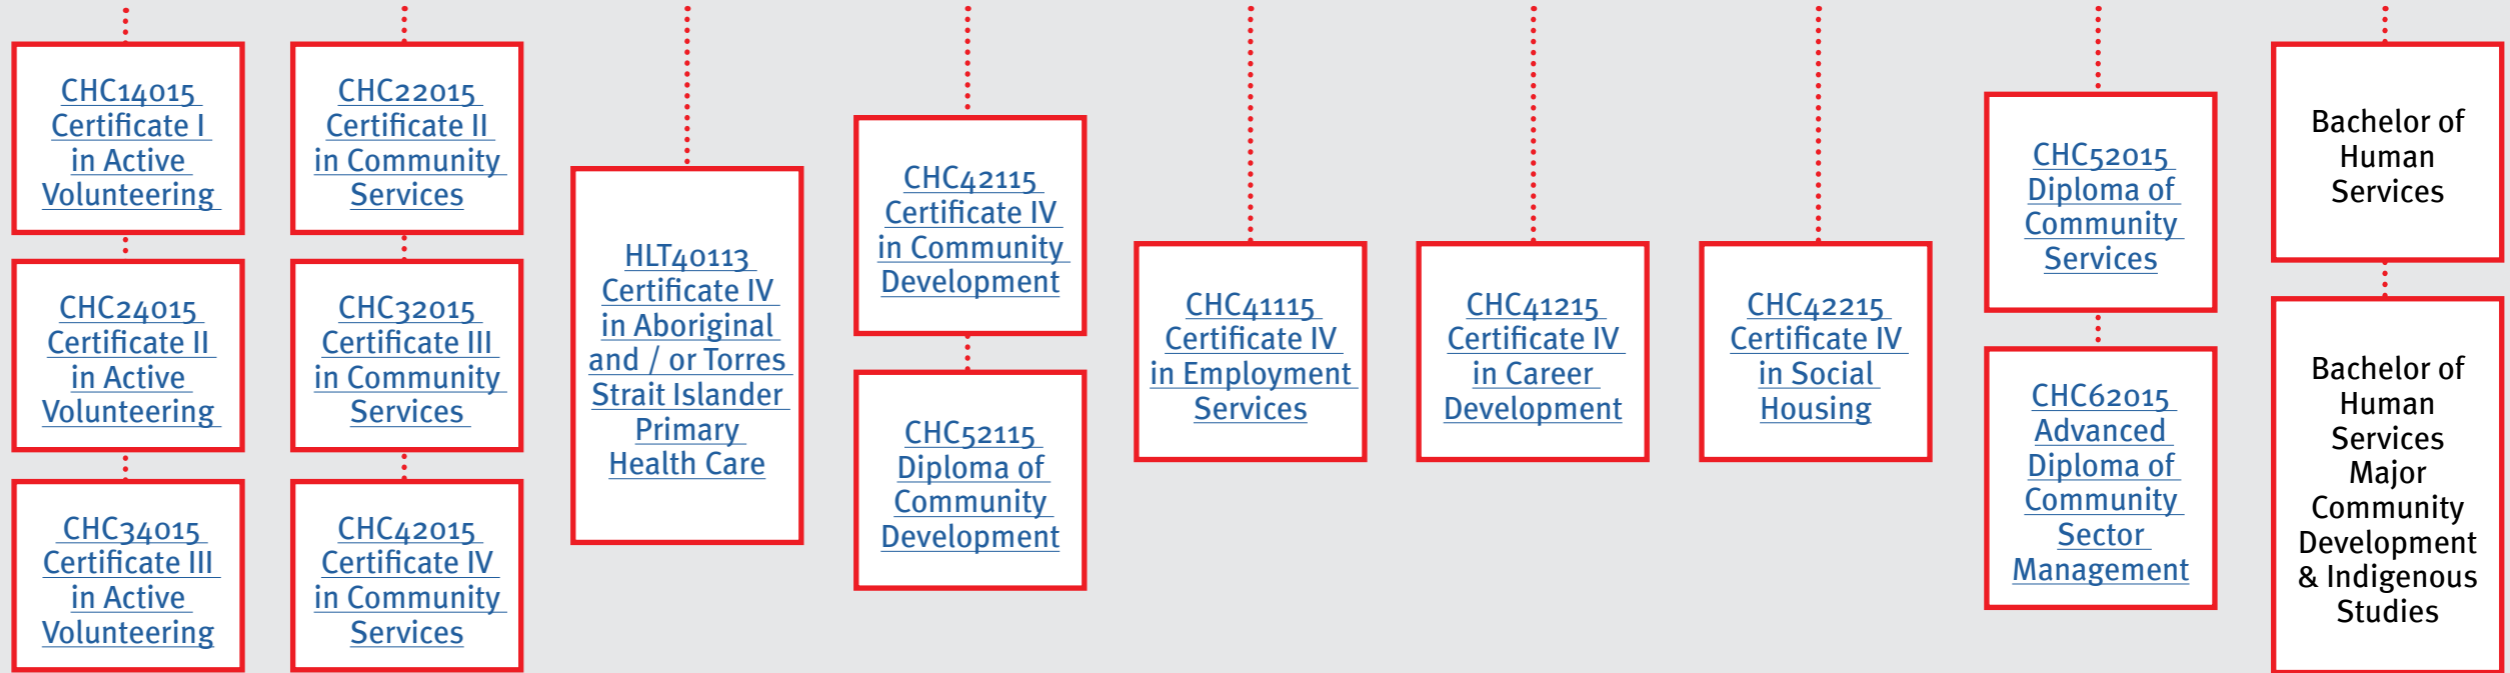 CHC14015
Certificate I
in Active
Volunteering
CHC24015
Certificate II
in Active
Volunteering
CHC34015
Certificate III
in Active
Volunteering
CHC22015
Certificate II
in Community
Services
CHC32015
Certificate III
in Community
Services
CHC42015
Certificate IV
in Community
Services
HLT40113
Certificate IV
in Aboriginal
and / or Torres
Strait Islander
Primary
Health Care
CHC42115
Certificate IV
in Community
Development
CHC52115
Diploma of
Community
Development
CHC41115
Certificate IV
in Employment
Services
CHC41215
Certificate IV
in Career
Development
CHC42215
Certificate IV
in Social
Housing
CHC52015
Diploma of
Community
Services
CHC62015
Advanced
Diploma of
Community
Sector
Management
Bachelor of
Human
Services
Bachelor of
Human
Services
Major
Community
Development
& Indigenous
Studies